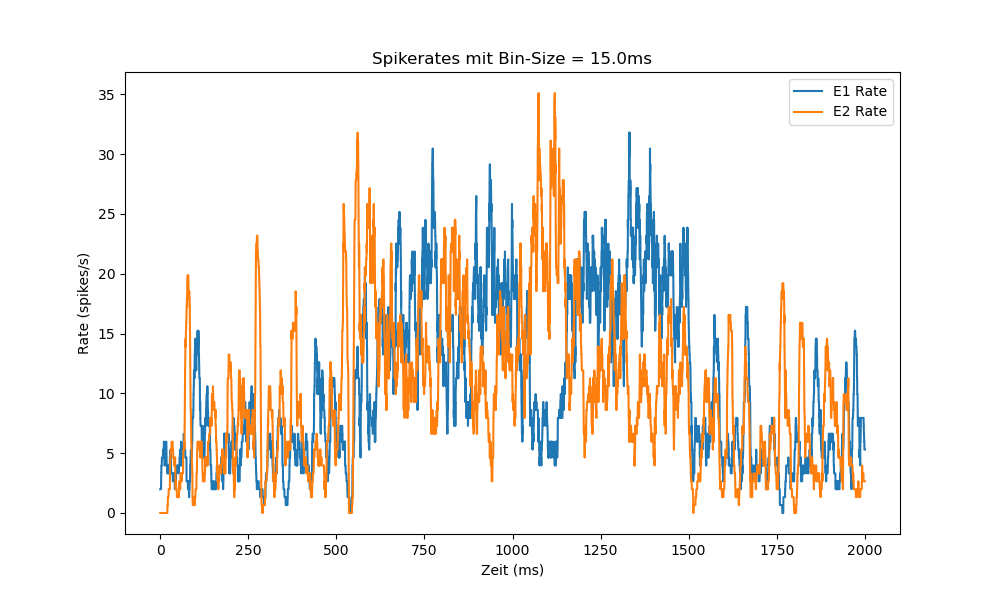 Spikerates mit Bin-Size = 15.0ms
E1 Rate
E2 Rate
Rate (spikes/s)
35
30
25
20
15
10
5
0
0 250 500 750 1000 1250 1500 1750 2000
Zeit (ms)